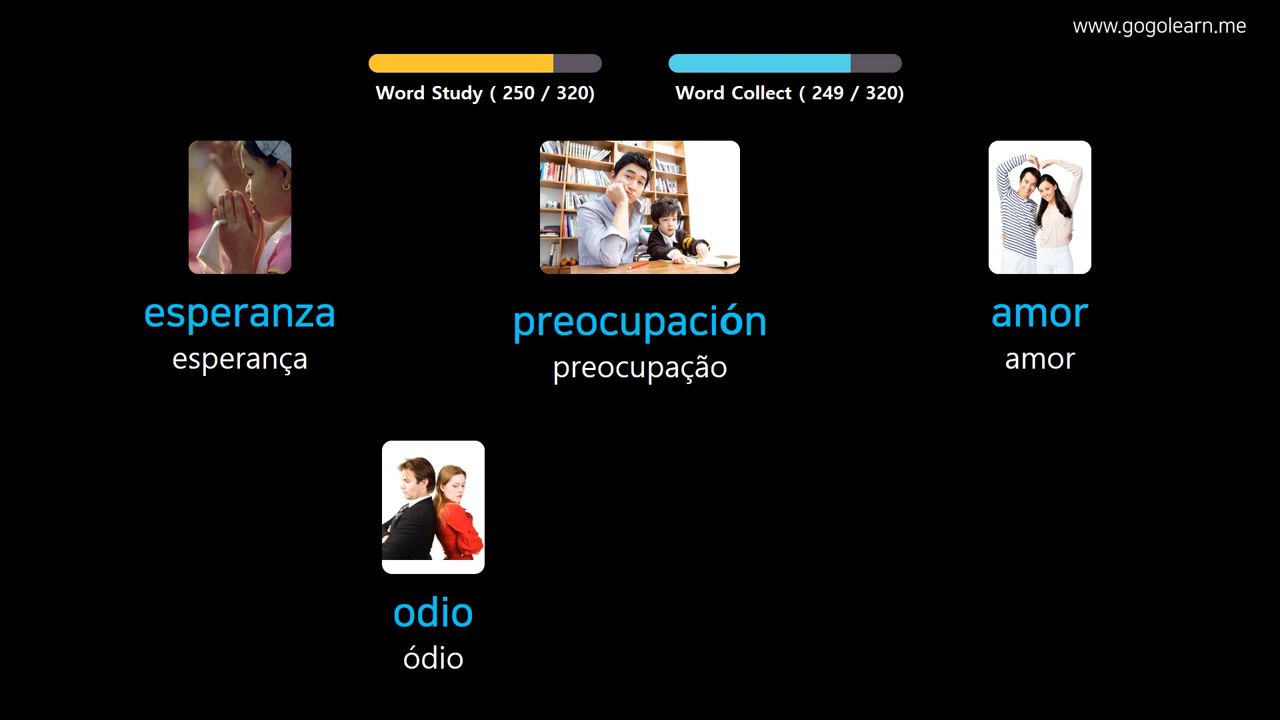 www.gogolearn.me
Word Study ( 250 / 320)
Word Collect ( 249 / 320)
esperanza
esperança
preocupación
preocupação
amor
amor
odio
ódio